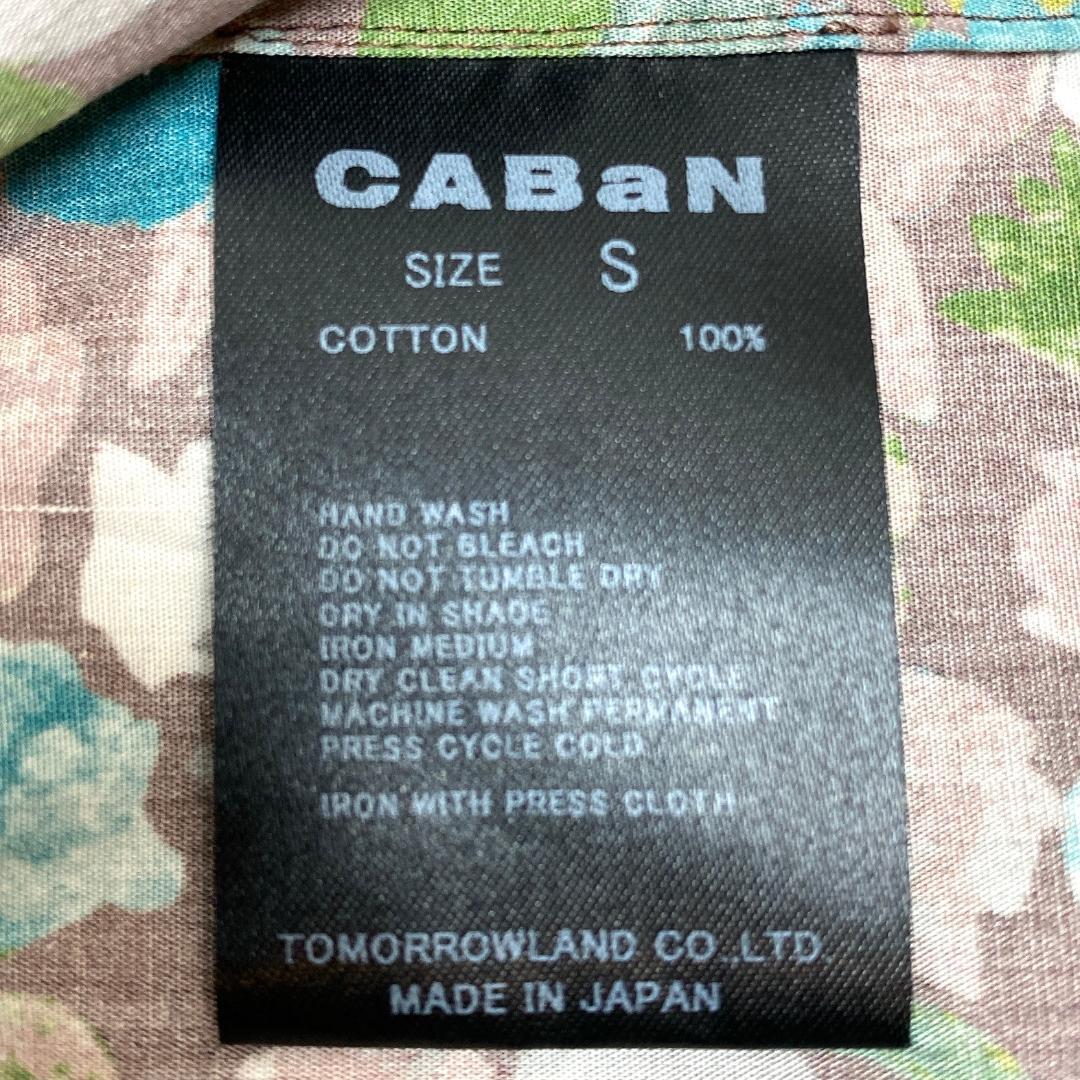 CABaN
SIZE S
COTTON 100%
HAND WASH
DO NOT BLEACH
DO NOT TUMBLE DRY
DRY IN SHADE
IRON MEDIUM
DRY CLEAN SHORT CYCLE
MACHINE WASH PERMANENT
PRESS CYCLE COLD
IRON WITH PRESS CLOTH
TOMORROWLAND CO.,LTD.
MADE IN JAPAN